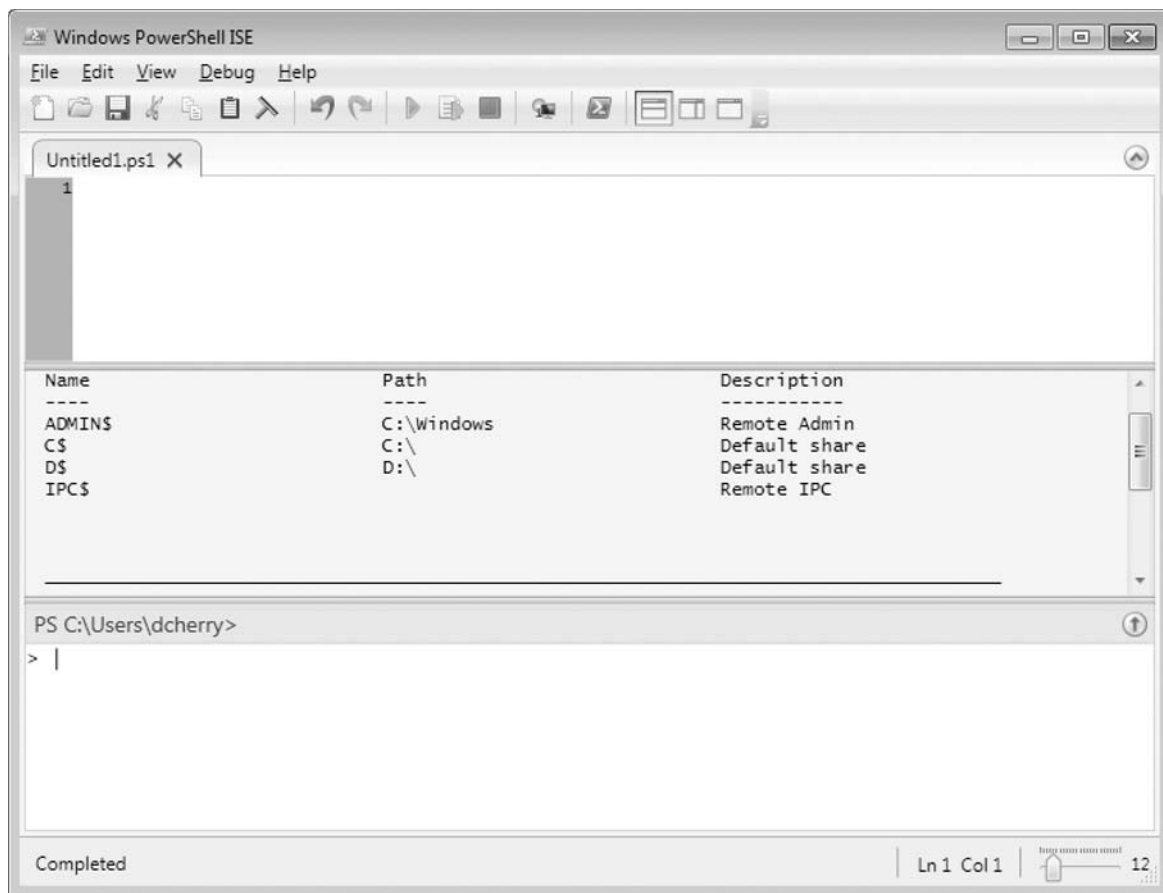 Windows PowerShell ISE
File Edit View Debug Help
Untitled1.ps1
1
Name Path Description
---- ---- -----------
ADMIN$ C:\Windows Remote Admin
C$ C:\ Default share
D$ D:\ Default share
IPC$ Remote IPC
PS C:\Users\dcherry>
>
Completed Ln 1 Col 1 12